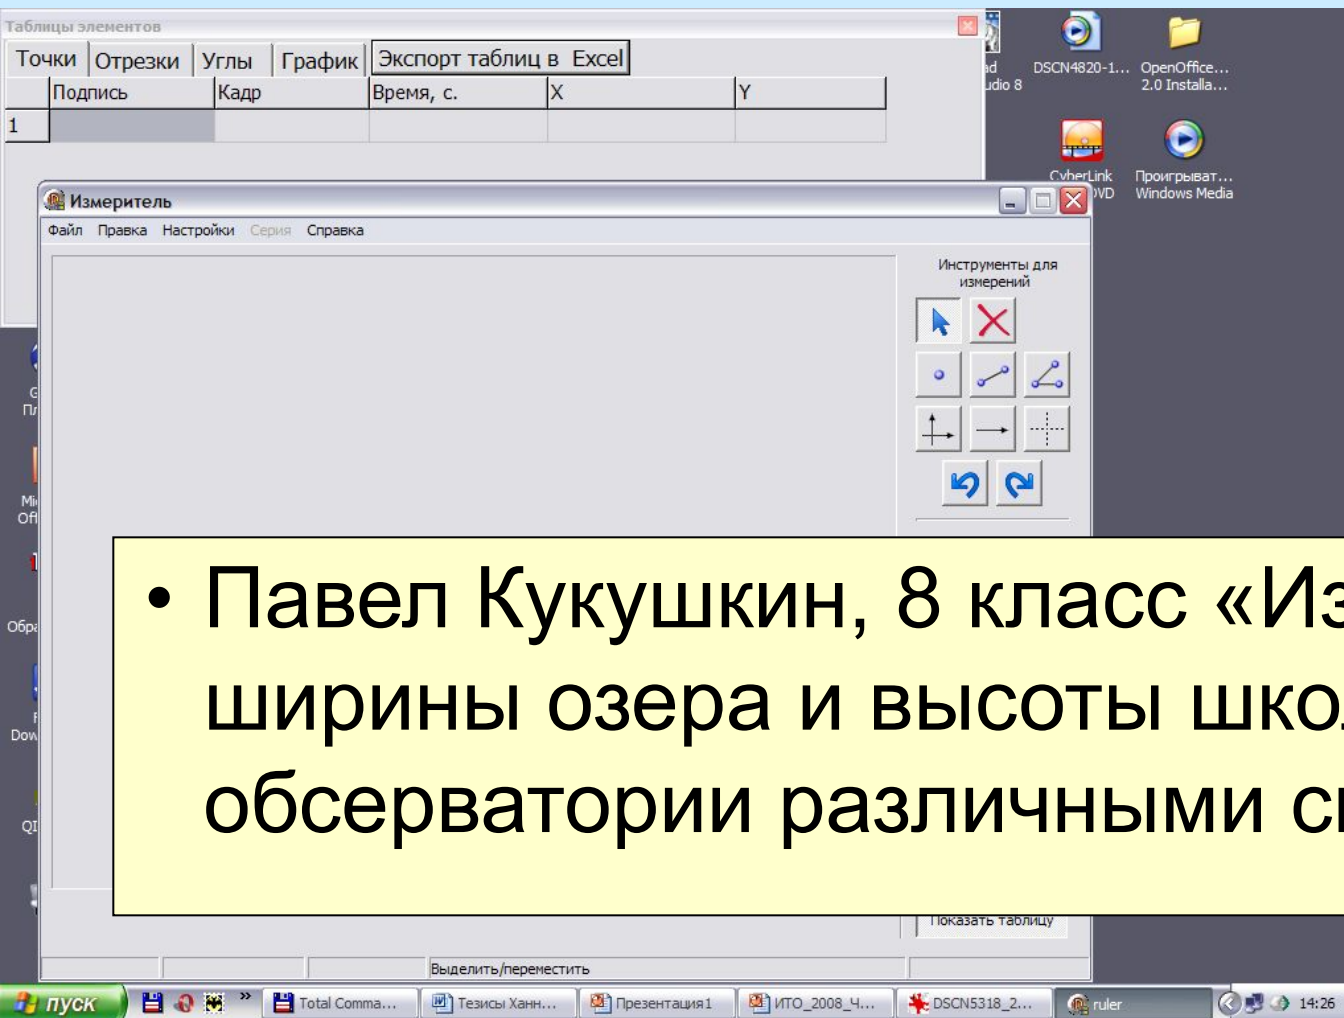 Таблицы элементов
Точки Отрезки Углы График Экспорт таблиц в Excel
Подпись Кадр Время, с. X Y
1
DSCN4820-1...
OpenOffice...
2.0 Installa...
CyberLink
Проигрыват...
Windows Media
Измеритель
Файл Правка Настройки Серия Справка
Инструменты для
измерений
• Павел Кукушкин, 8 класс «Из
ширины озера и высоты шко
обсерватории различными
Показать таблицу
Выделить/переместить
пуск » Total Comma... Тезисы Ханн... Презентация1 ИТО_2008_Ч... DSCN5318_2... ruler 14:26